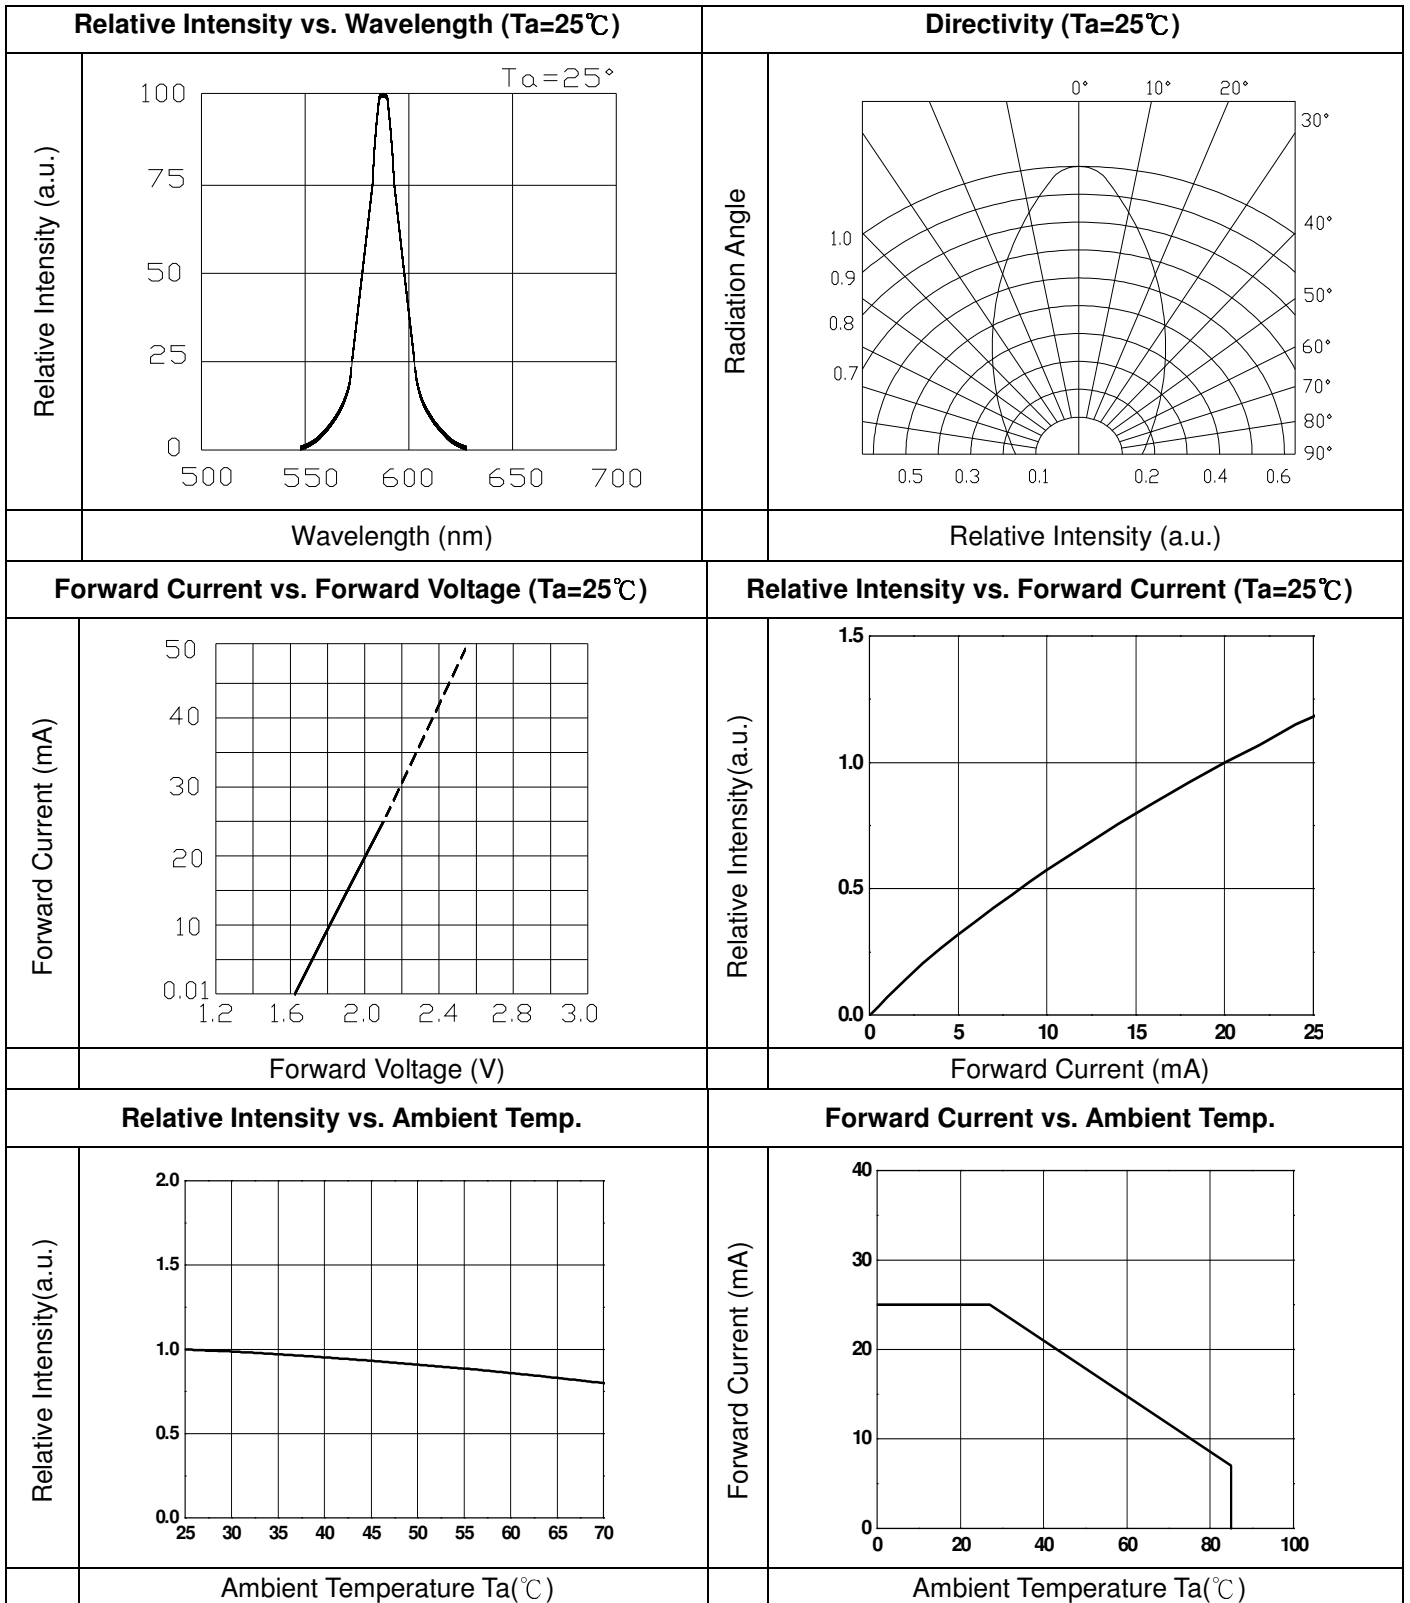 Relative Intensity vs. Wavelength (Ta=25℃)
Directivity (Ta=25℃)
Relative Intensity (a.u.)
Ta=25°
100
75
50
25
0
500 550 600 650 700
Wavelength (nm)
Radiation Angle
0° 10° 20°
30°
40°
50°
60°
70°
80°
90°
1.0
0.9
0.8
0.7
0.5 0.3 0.1 0.2 0.4 0.6
Relative Intensity (a.u.)
Forward Current vs. Forward Voltage (Ta=25℃)
Relative Intensity vs. Forward Current (Ta=25℃)
Forward Current (mA)
50
40
30
20
10
0.01
1.2 1.6 2.0 2.4 2.8 3.0
Forward Voltage (V)
Relative Intensity(a.u.)
1.5
1.0
0.5
0.0
0 5 10 15 20 25
Forward Current (mA)
Relative Intensity vs. Ambient Temp.
Forward Current vs. Ambient Temp.
Relative Intensity(a.u.)
2.0
1.5
1.0
0.5
0.0
25 30 35 40 45 50 55 60 65 70
Ambient Temperature Ta(℃)
Forward Current (mA)
40
30
20
10
0
0 20 40 60 80 100
Ambient Temperature Ta(℃)